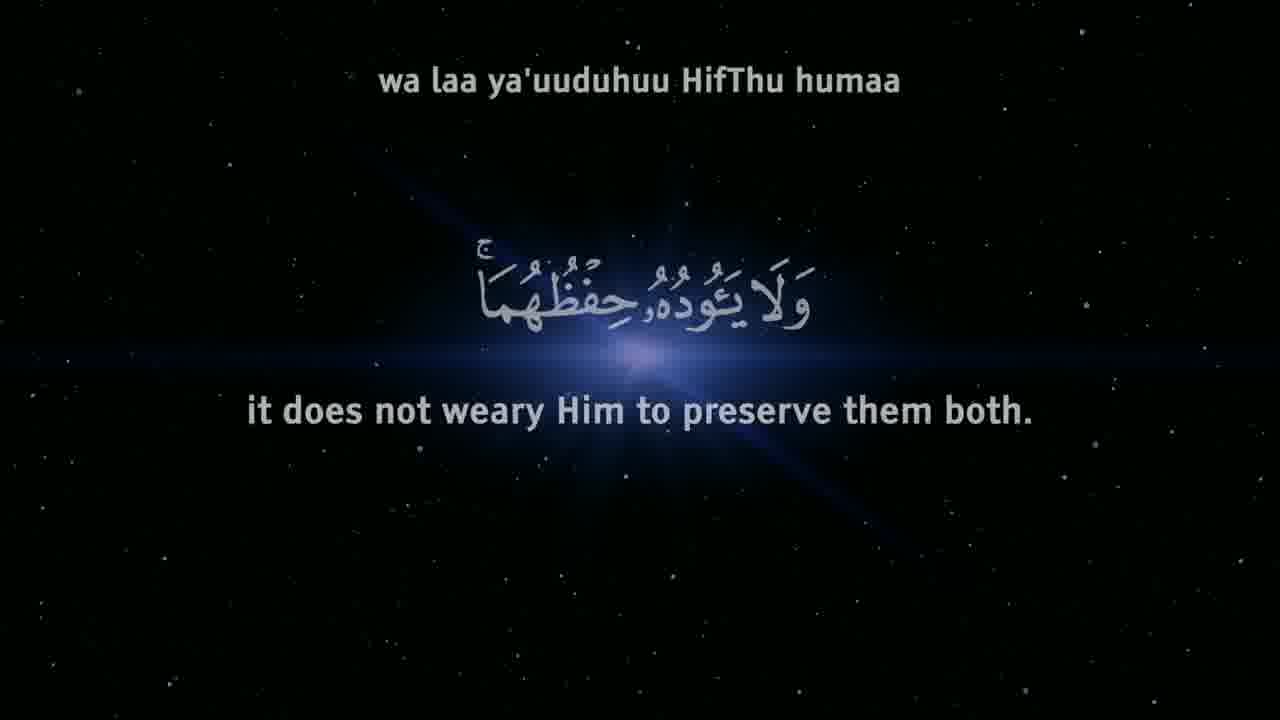 wa laa ya'uuduhuu HifThu humaa
وَلَا يَـُٔودُهُۥ حِفْظُهُمَا ۚ
it does not weary Him to preserve them both.